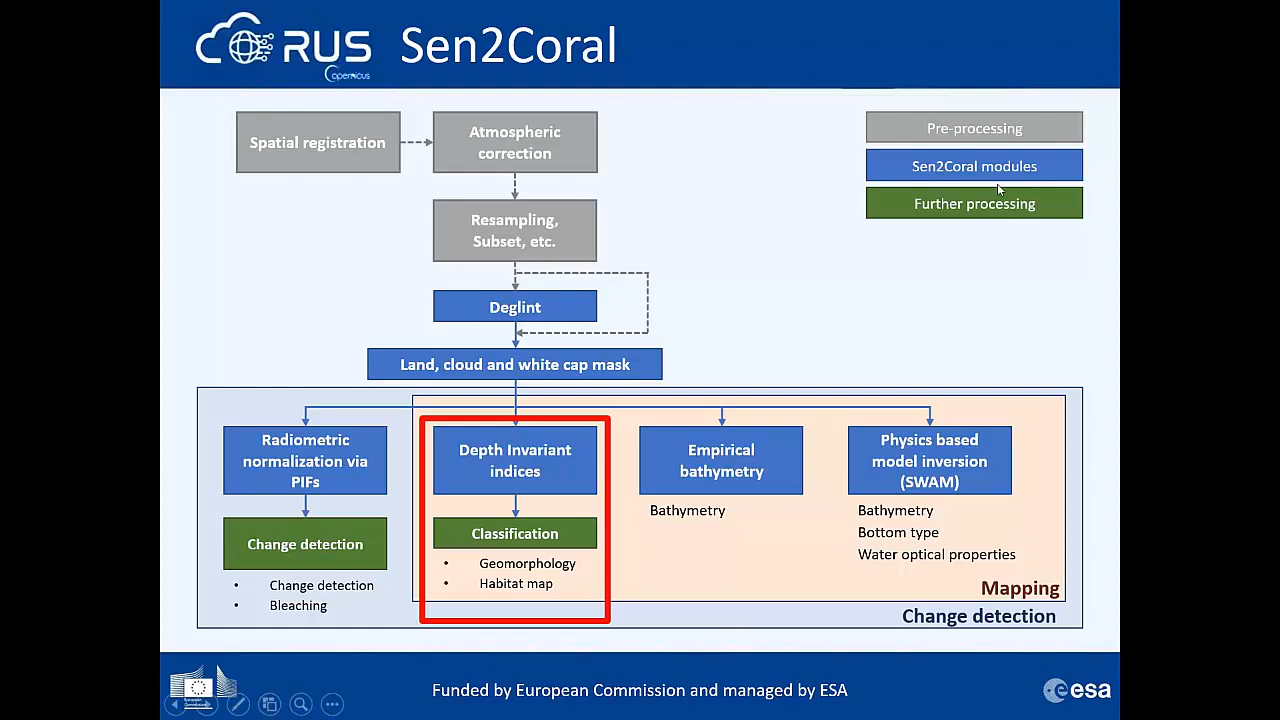 RUS
Copernicus
Sen2Coral
Spatial registration
Atmospheric
correction
Pre-processing
Sen2Coral modules
Further processing
Resampling,
Subset, etc.
Deglint
Land, cloud and white cap mask
Radiometric
normalization via
PIFs
Depth Invariant
indices
Empirical
bathymetry
Physics based
model inversion
(SWAM)
Change detection
• Change detection
• Bleaching
Classification
• Geomorphology
• Habitat map
Bathymetry
Bathymetry
Bottom type
Water optical properties
Mapping
Change detection
European
Commission
Funded by European Commission and managed by ESA
esa